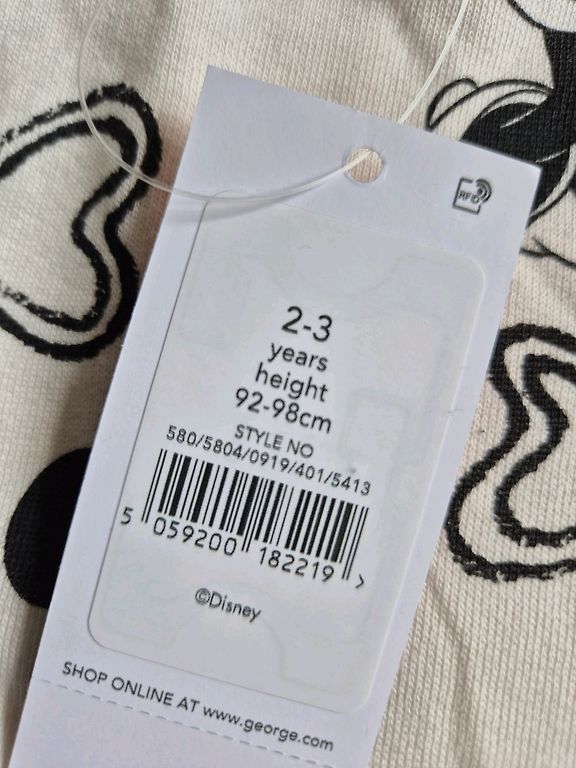 RFID
2-3
years
height
92-98cm
STYLE NO
580/5804/0919/401/5413
5 059200 182219 >
©Disney
SHOP ONLINE AT www.george.com